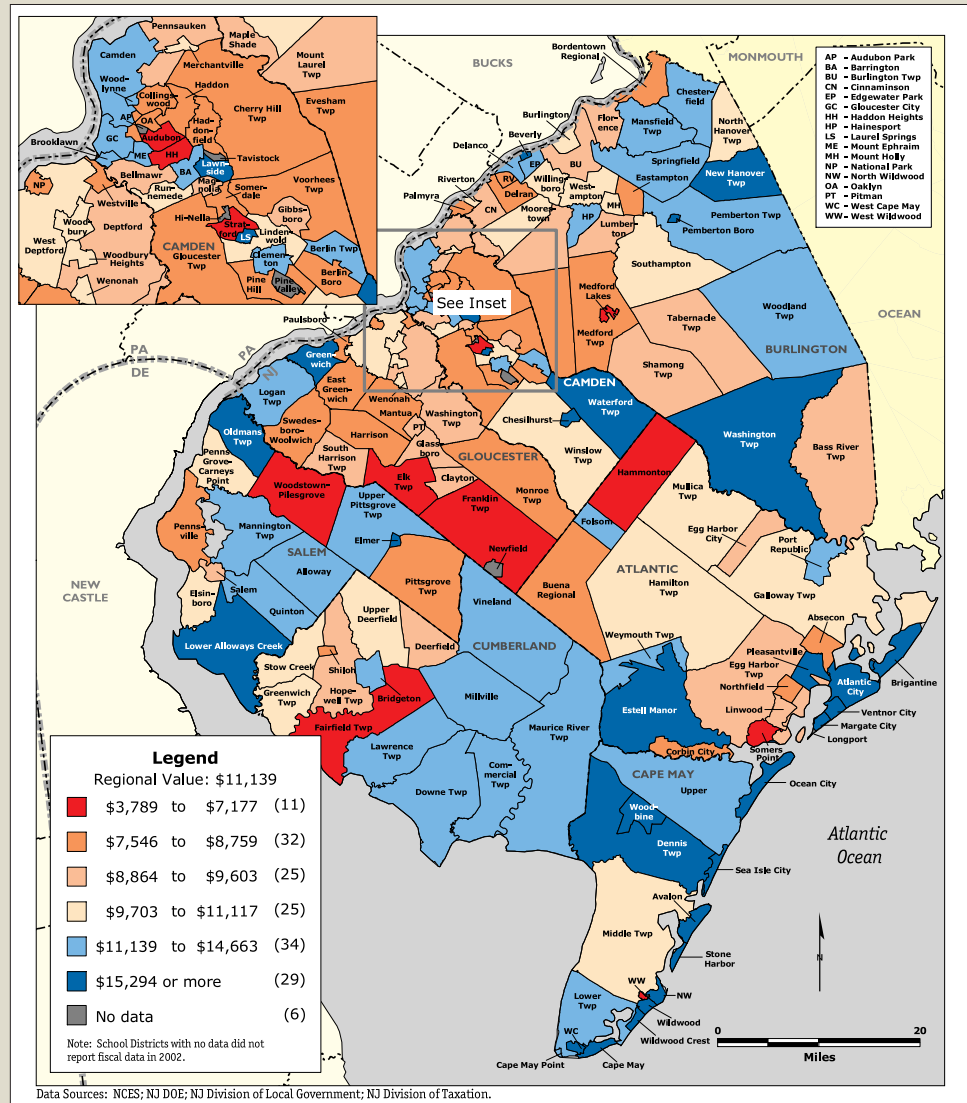 Pennsauken
Maple
Shade
Camden
Merchantville
Mount
Laurel
Twp
Wood-
lynne
Haddon
Collings-
wood
Cherry Hill
Twp
Evesham
Twp
AP
OA
Had-
don-
field
GC
Audubon
Brooklawn
ME
HH
Tavistock
BA
Lawn-
side
Bellmawr
Mag-
nolia
NP
Run-
nemede
Somer-
dale
Voorhees
Twp
Westville
Hi-Nella
Gibbs-
boro
Wood-
bury
Deptford
Strat-
ford
Linden-
wold
LS
West
Deptford
CAMDEN
Gloucester
Twp
Clemen-
ton
Berlin Twp
Woodbury
Heights
Pine
Hill
Pine
Valley
Berlin
Boro
Wenonah
BUCKS
Bordentown
Regional
MONMOUTH
AP - Audubon Park
BA - Barrington
BU - Burlington Twp
CN - Cinnaminson
EP - Edgewater Park
GC - Gloucester City
HH - Haddon Heights
HP - Hainesport
LS - Laurel Springs
ME - Mount Ephraim
MH - Mount Holly
NP - National Park
NW - North Wildwood
OA - Oaklyn
PT - Pitman
WC - West Cape May
WW - West Wildwood
Chester-
field
Burlington
Flor-
ence
Mansfield
Twp
North
Hanover
Twp
Beverly
Delanco
EP
BU
Springfield
Riverton
RV
Willing-
boro
West-
ampton
Eastampton
New Hanover
Twp
Palmyra
Delran
CN
Moores-
town
MH
HP
Lumber-
ton
Pemberton Twp
Pemberton Boro
Southampton
See Inset
Medford
Lakes
Woodland
Twp
OCEAN
Paulsboro
Medford
Twp
Tabernacle
Twp
BURLINGTON
PA
DE
PA
NJ
Green-
wich
Shamong
Twp
CAMDEN
Logan
Twp
East
Green-
wich
Wenonah
Waterford
Twp
Chesilhurst
Mantua
Washington
Twp
Oldmans
Twp
Swedes-
boro-
Woolwich
Harrison
PT
Washington
Twp
Glass-
boro
GLOUCESTER
Winslow
Twp
Bass River
Twp
Penns
Grove-
Carneys
Point
South
Harrison
Twp
Clayton
Hammonton
Woodstown-
Pilesgrove
Elk
Twp
Monroe
Twp
Mullica
Twp
Upper
Pittsgrove
Twp
Franklin
Twp
Penns-
ville
Mannington
Twp
Folsom
Egg Harbor
City
Port
Republic
Elmer
SALEM
Newfield
Alloway
ATLANTIC
NEW
CASTLE
Pittsgrove
Twp
Buena
Regional
Hamilton
Twp
Elsin-
boro
Salem
Quinton
Vineland
Galloway Twp
Upper
Deerfield
Absecon
Lower Alloways Creek
CUMBERLAND
Weymouth Twp
Deerfield
Pleasantville
Stow Creek
Shiloh
Egg Harbor
Twp
Atlantic
City
Brigantine
Greenwich
Twp
Hope-
well Twp
Bridgeton
Millville
Northfield
Estell Manor
Linwood
Ventnor City
Fairfield Twp
Maurice River
Twp
Margate City
Lawrence
Twp
Corbin City
Somers
Point
Longport
Com-
mercial
Twp
CAPE MAY
Ocean City
Downe Twp
Upper
Wood-
bine
Atlantic
Ocean
Dennis
Twp
Sea Isle City
Avalon
Middle Twp
Stone
Harbor
N
WW
NW
Lower
Twp
Wildwood
WC
Wildwood Crest
Cape May Point
Cape May
0
20
Miles
Legend
Regional Value: $11,139
$3,789 to $7,177 (11)
$7,546 to $8,759 (32)
$8,864 to $9,603 (25)
$9,703 to $11,117 (25)
$11,139 to $14,663 (34)
$15,294 or more (29)
No data (6)
Note: School Districts with no data did not
report fiscal data in 2002.
Data Sources: NCES; NJ DOE; NJ Division of Local Government; NJ Division of Taxation.